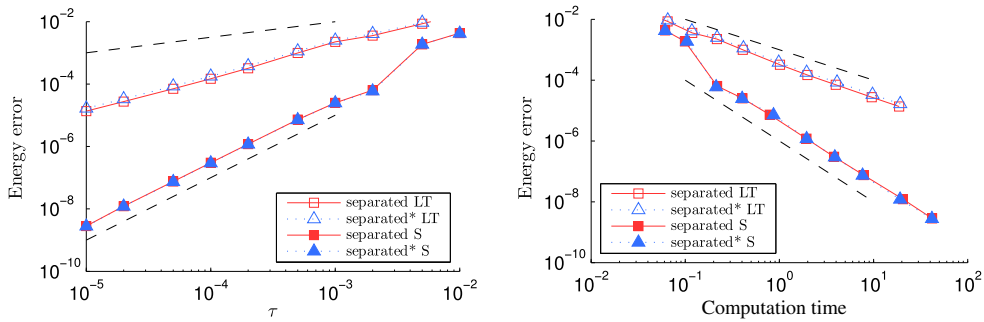 Energy error
10^-2
10^-4
10^-6
10^-8
10^-10
10^-5
10^-4
10^-3
10^-2
τ
separated LT
separated* LT
separated S
separated* S
Energy error
10^-2
10^-4
10^-6
10^-8
10^-10
10^-2
10^-1
10^0
10^1
10^2
Computation time
separated LT
separated* LT
separated S
separated* S